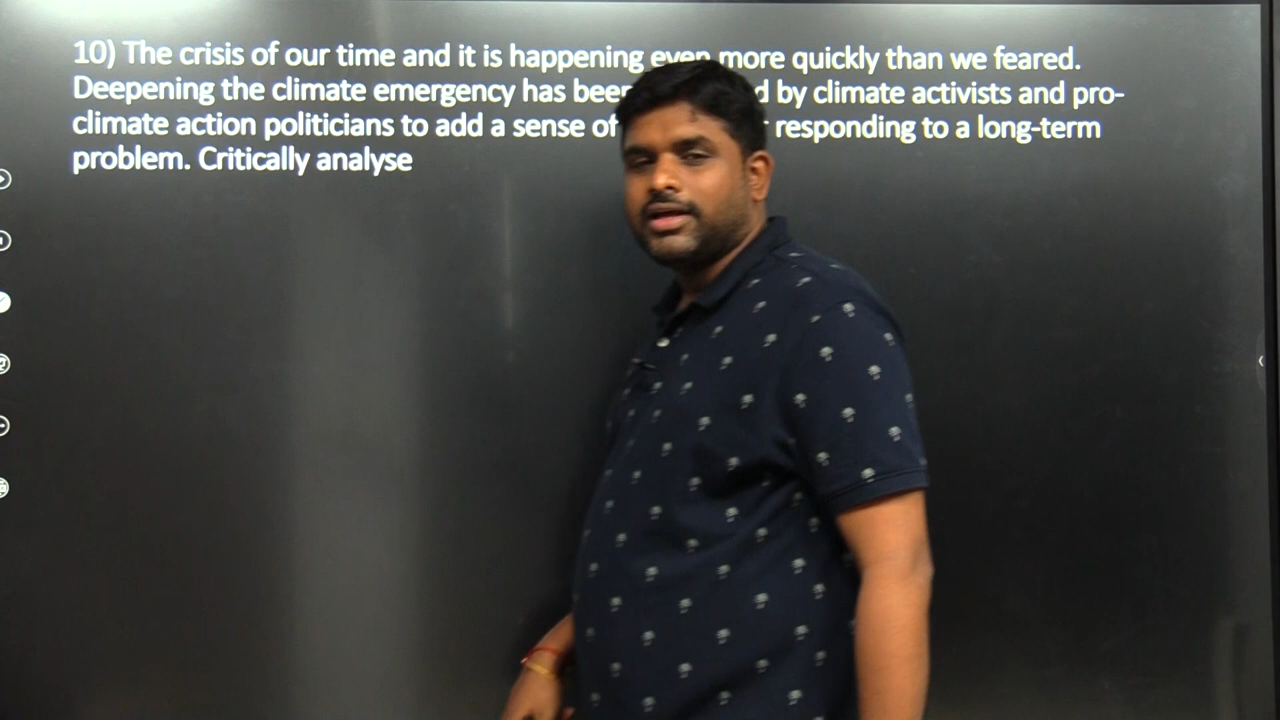 10) The crisis of our time and it is happening even more quickly than we feared.
Deepening the climate emergency has been by climate activists and pro-
climate action politicians to add a sense of responding to a long-term
problem. Critically analyse